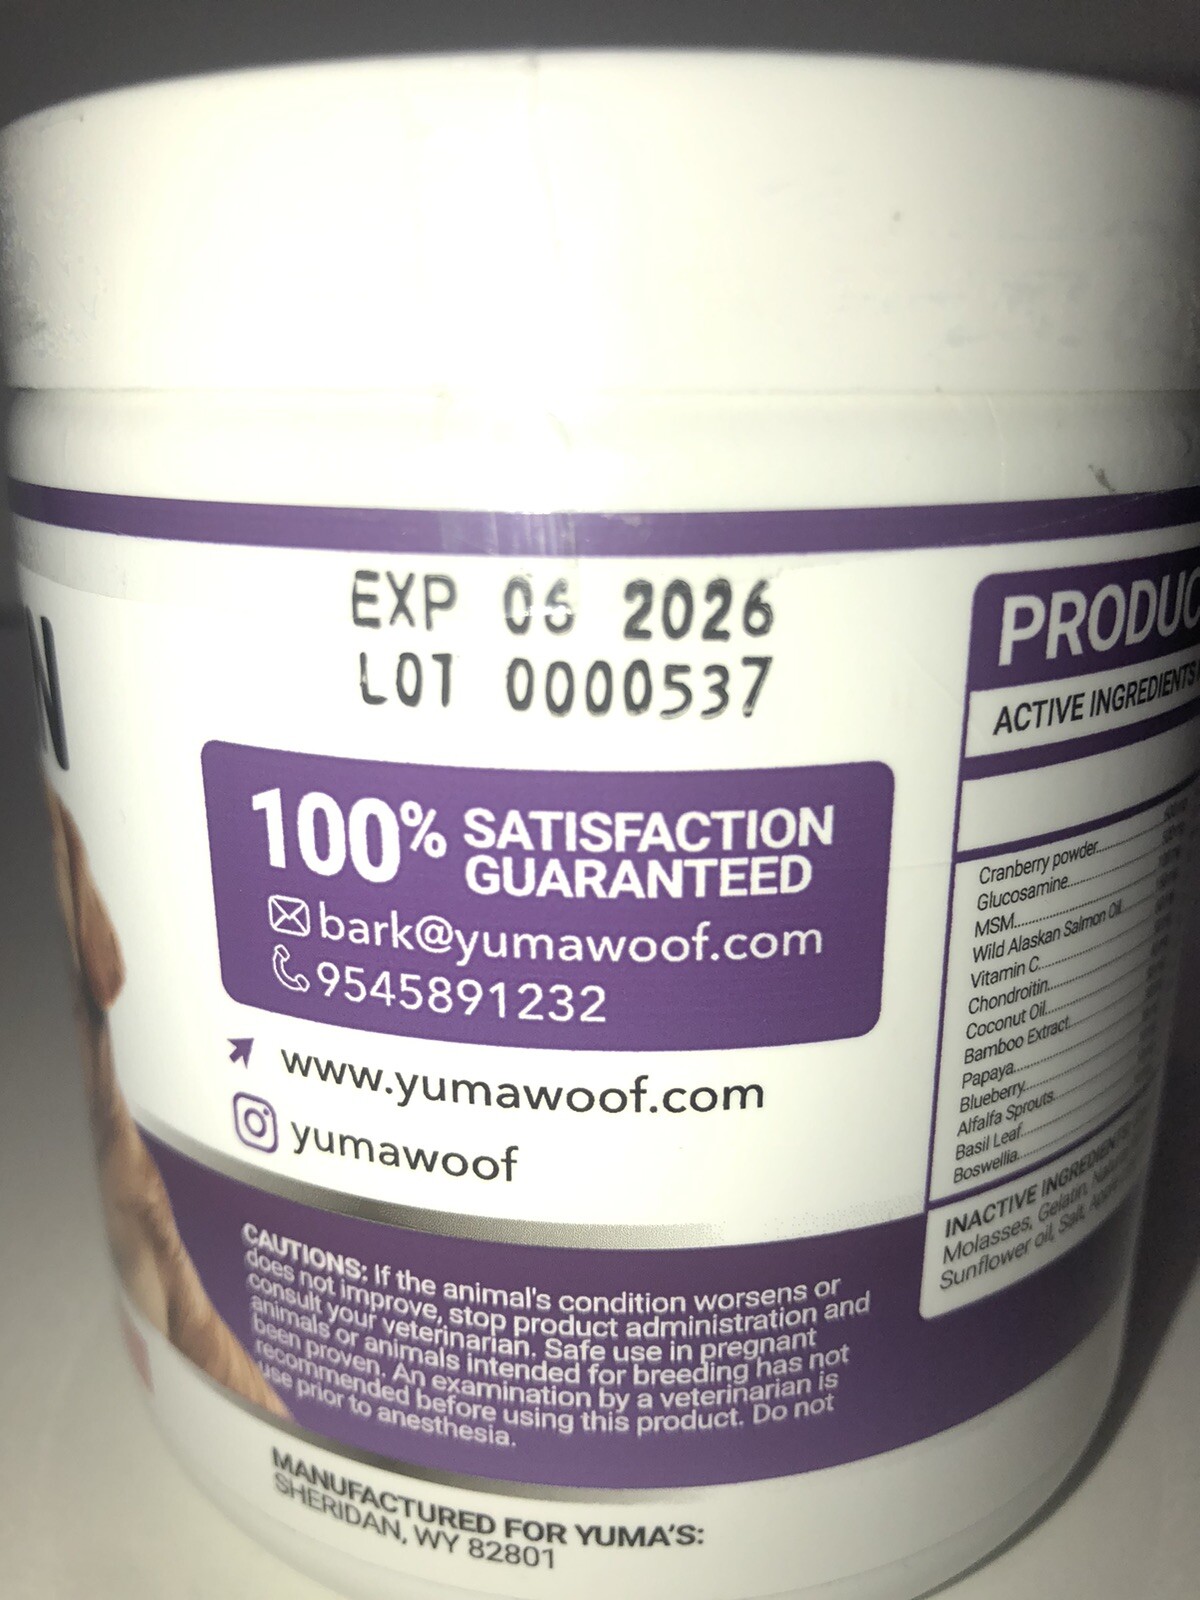 N
EXP 06 2026
LOT 0000537
100% SATISFACTION
GUARANTEED
bark@yumawoof.com
9545891232
www.yumawoof.com
yumawoof
CAUTIONS: If the animal's condition worsens or
does not improve, stop product administration and
consult your veterinarian. Safe use in pregnant
animals or animals intended for breeding has not
been proven. An examination by a veterinarian is
recommended before using this product. Do not
use prior to anesthesia.
MANUFACTURED FOR YUMA'S:
SHERIDAN, WY 82801
PRODUC
ACTIVE INGREDIENTS
Cranberry powder
Glucosamine
MSM
Wild Alaskan Salmon Oil
Vitamin C
Chondroitin
Coconut Oil
Bamboo Extract
Papaya
Blueberry
Alfalfa Sprouts
Basil Leaf
Boswellia
INACTIVE INGREDIENTS
Molasses, Gelatin,
Sunflower oil, Salt,